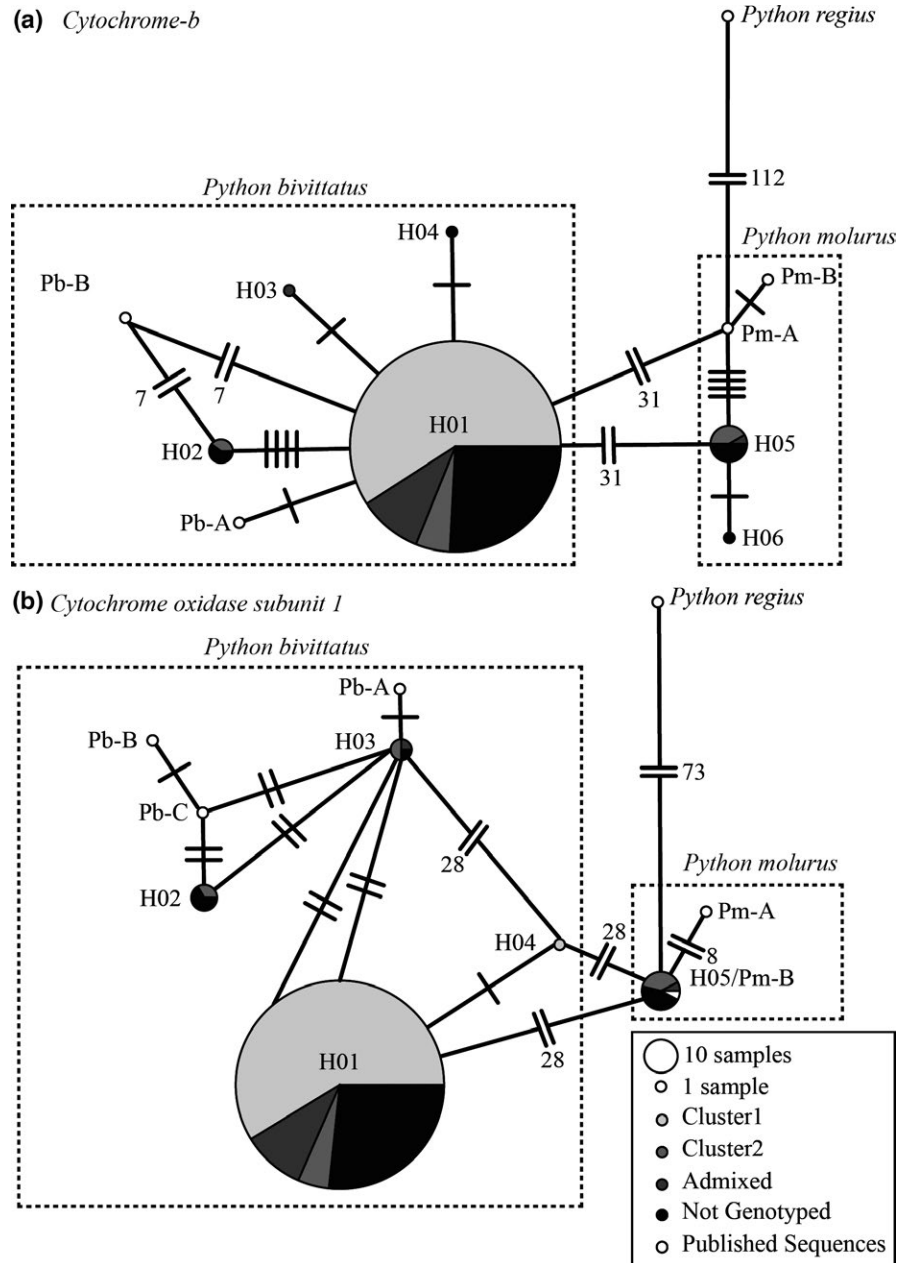 (a) Cytochrome-b
Python regius
112
Python bivittatus
Python molurus
H04
Pb-B
H03
Pm-B
Pm-A
7
7
31
H01
H02
H05
31
Pb-A
H06
(b) Cytochrome oxidase subunit 1
Python regius
Python bivittatus
Pb-A
Pb-B
H03
73
Pb-C
Python molurus
28
Pm-A
H02
H04
28
8
H05/Pm-B
28
H01
10 samples
1 sample
Cluster1
Cluster2
Admixed
Not Genotyped
Published Sequences